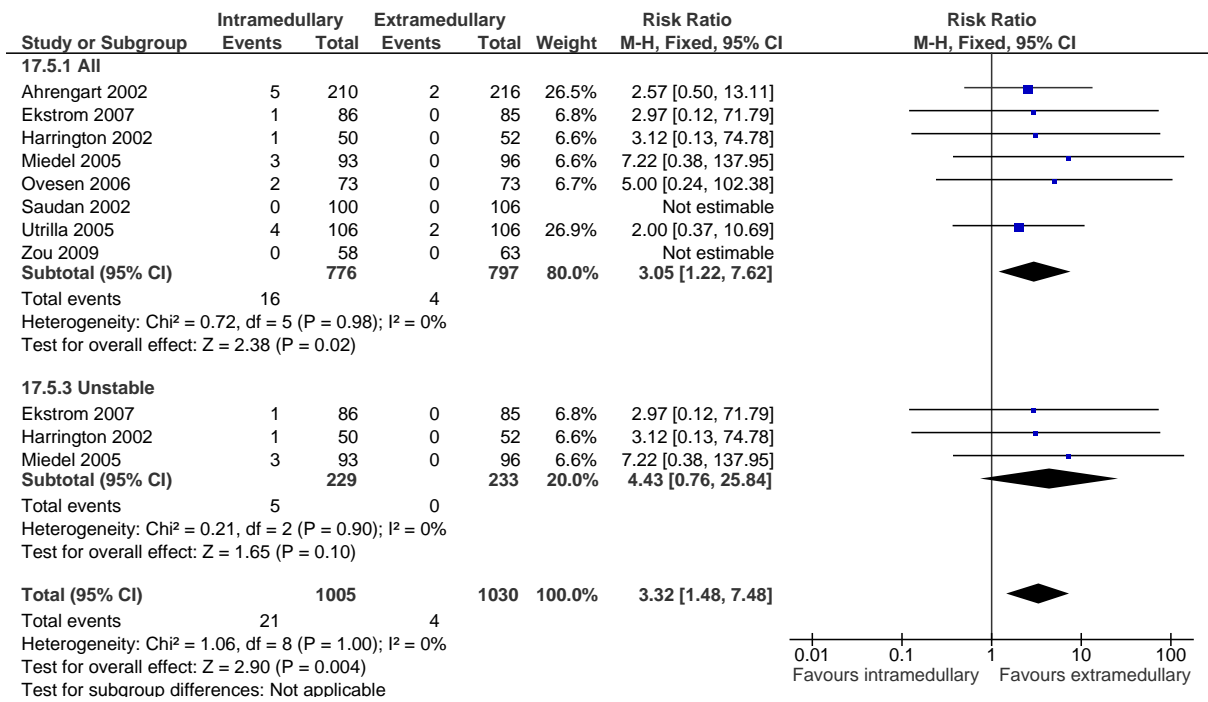 Intramedullary Extramedullary Risk Ratio Risk Ratio
Study or Subgroup Events Total Events Total Weight M-H, Fixed, 95% CI M-H, Fixed, 95% CI
17.5.1 All
Ahrengart 2002 5 210 2 216 26.5% 2.57 [0.50, 13.11]
Ekstrom 2007 1 86 0 85 6.8% 2.97 [0.12, 71.79]
Harrington 2002 1 50 0 52 6.6% 3.12 [0.13, 74.78]
Miedel 2005 3 93 0 96 6.6% 7.22 [0.38, 137.95]
Ovesen 2006 2 73 0 73 6.7% 5.00 [0.24, 102.38]
Saudan 2002 0 100 0 106 Not estimable
Utrilla 2005 4 106 2 106 26.9% 2.00 [0.37, 10.69]
Zou 2009 0 58 0 63 Not estimable
Subtotal (95% CI) 776 797 80.0% 3.05 [1.22, 7.62]
Total events 16 4
Heterogeneity: Chi² = 0.72, df = 5 (P = 0.98); I² = 0%
Test for overall effect: Z = 2.38 (P = 0.02)
17.5.3 Unstable
Ekstrom 2007 1 86 0 85 6.8% 2.97 [0.12, 71.79]
Harrington 2002 1 50 0 52 6.6% 3.12 [0.13, 74.78]
Miedel 2005 3 93 0 96 6.6% 7.22 [0.38, 137.95]
Subtotal (95% CI) 229 233 20.0% 4.43 [0.76, 25.84]
Total events 5 0
Heterogeneity: Chi² = 0.21, df = 2 (P = 0.90); I² = 0%
Test for overall effect: Z = 1.65 (P = 0.10)
Total (95% CI) 1005 1030 100.0% 3.32 [1.48, 7.48]
Total events 21 4
Heterogeneity: Chi² = 1.06, df = 8 (P = 1.00); I² = 0%
Test for overall effect: Z = 2.90 (P = 0.004)
Test for subgroup differences: Not applicable
0.01 0.1 1 10 100
Favours intramedullary Favours extramedullary